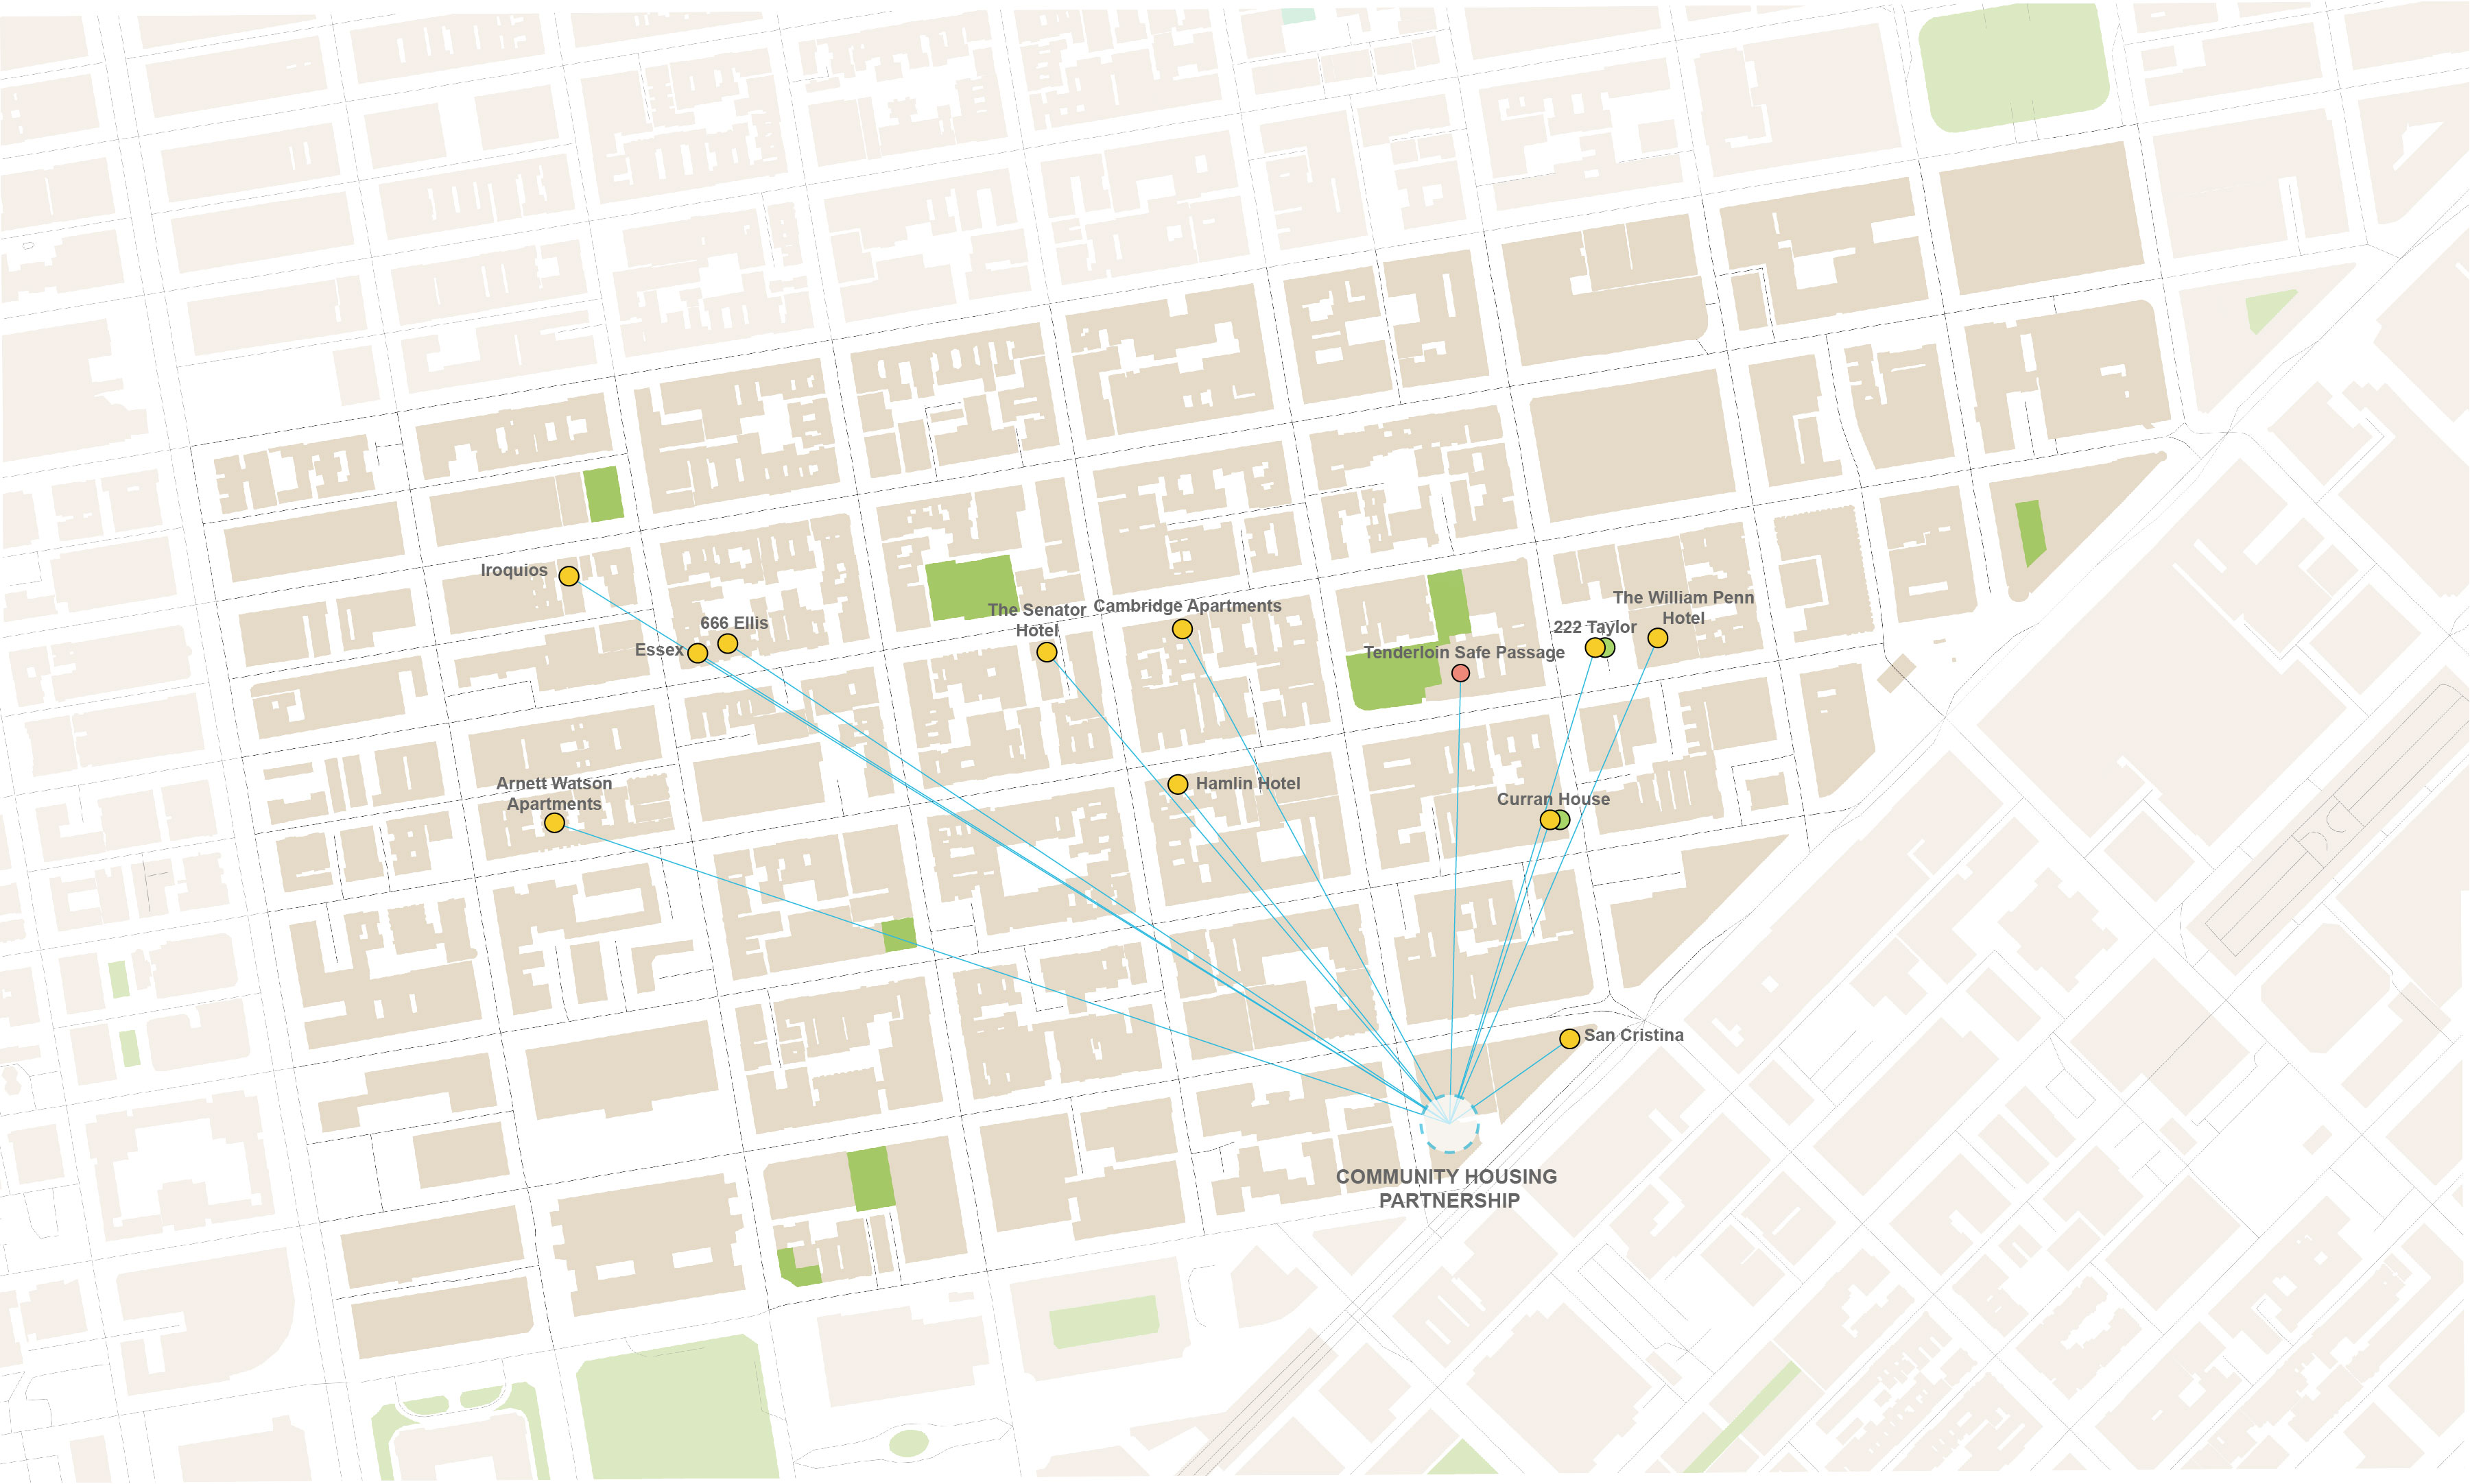 Iroquios
The William Penn
Hotel
The Senator
Hotel
Cambridge Apartments
666 Ellis
222 Taylor
Essex
Tenderloin Safe Passage
Arnett Watson
Apartments
Hamlin Hotel
Curran House
San Cristina
COMMUNITY HOUSING
PARTNERSHIP